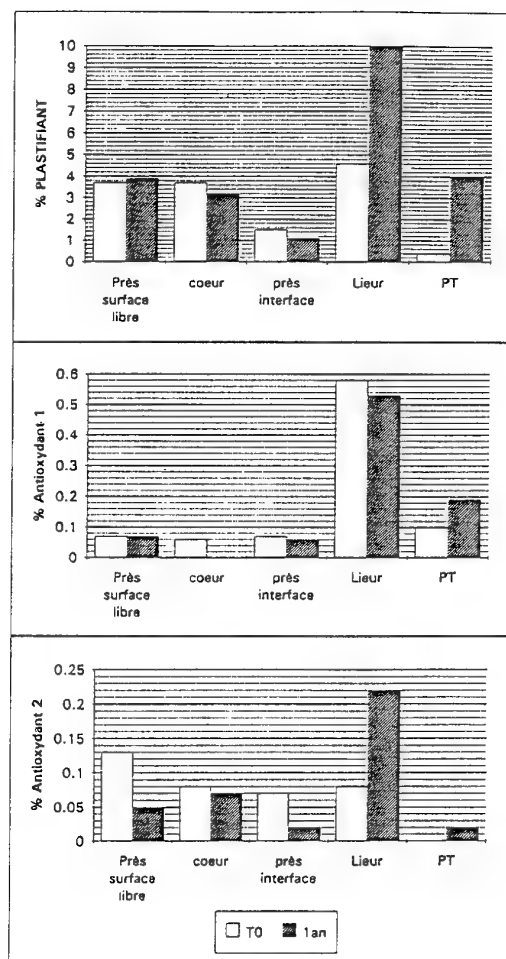 % PLASTIFIANT
10
9
8
7
6
5
4
3
2
1
0
Près surface libre
coeur
près interface
Lieur
PT
% Antioxydant 1
0.6
0.5
0.4
0.3
0.2
0.1
0
Près surface libre
coeur
près interface
Lieur
PT
% Antioxydant 2
0.25
0.2
0.15
0.1
0.05
0
Près surface libre
coeur
près interface
Lieur
PT
T0
1an